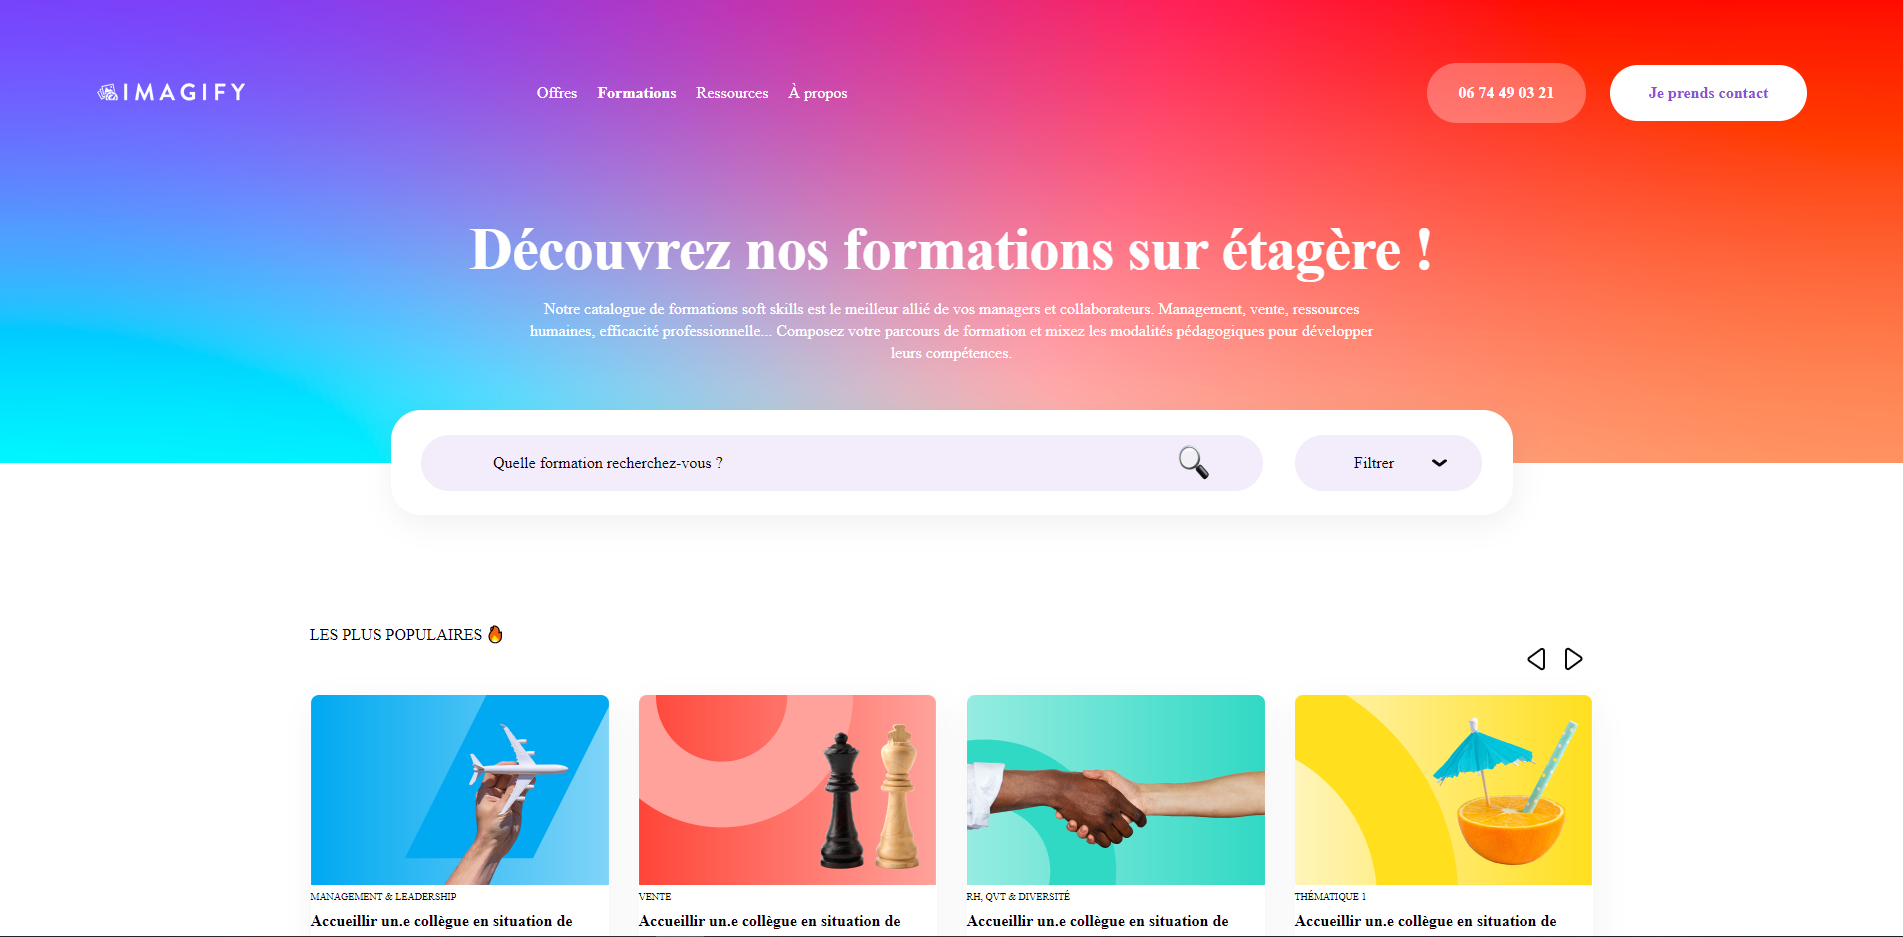 IMAGIFY
Offres Formations Ressources À propos
06 74 49 03 21
Je prends contact
Découvrez nos formations sur étagère !
Notre catalogue de formations soft skills est le meilleur allié de vos managers et collaborateurs. Management, vente, ressources
humaines, efficacité professionnelle... Composez votre parcours de formation et mixez les modalités pédagogiques pour développer
leurs compétences.
Quelle formation recherchez-vous ?
Filtrer
LES PLUS POPULAIRES 🔥
MANAGEMENT & LEADERSHIP
Accueillir un.e collègue en situation de
VENTE
Accueillir un.e collègue en situation de
RH, QVT & DIVERSITÉ
Accueillir un.e collègue en situation de
THÉMATIQUE 1
Accueillir un.e collègue en situation de